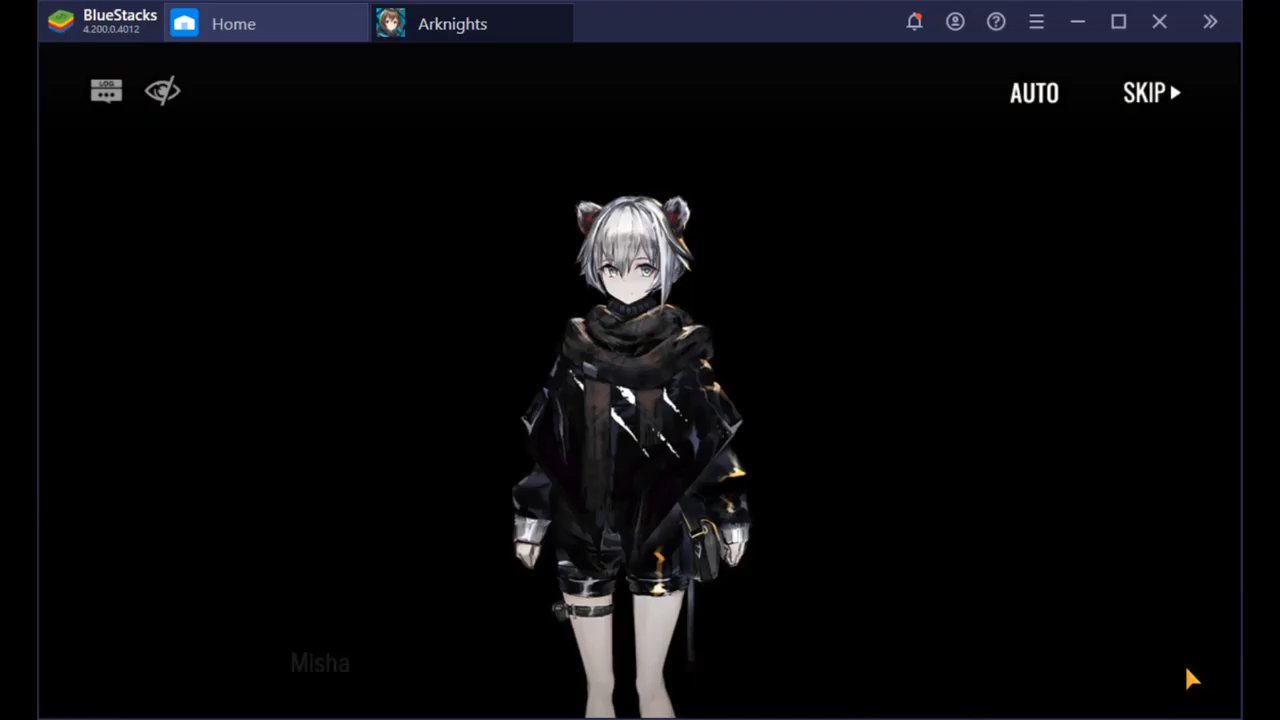 BlueStacks
4.200.0.4012
Home
Arknights
LOG
AUTO
SKIP
Misha